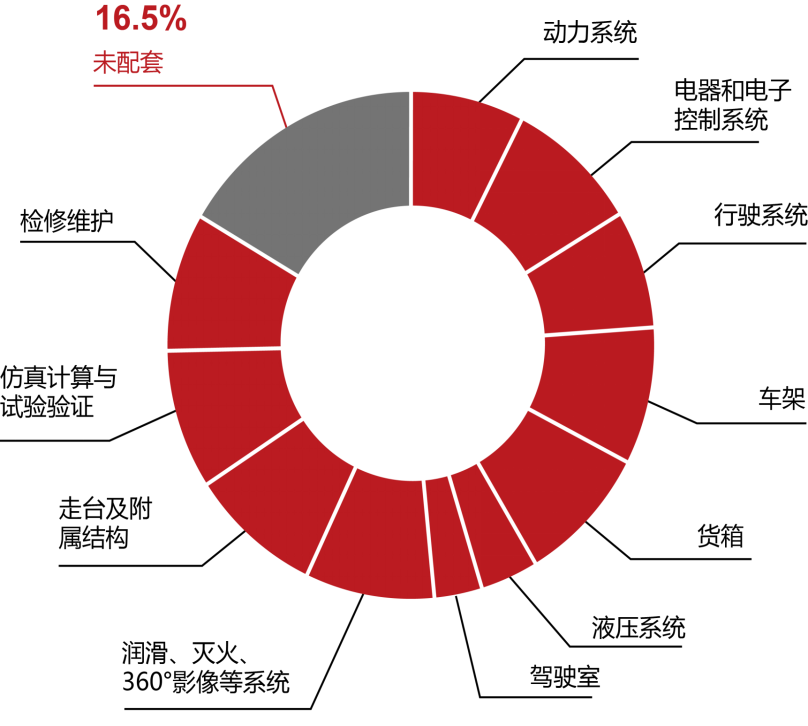 16.5%
未配套
动力系统
电器和电子
控制系统
行驶系统
车架
货箱
液压系统
驾驶室
润滑、灭火、
360°影像等系统
走台及附
属结构
仿真计算与
试验验证
检修维护